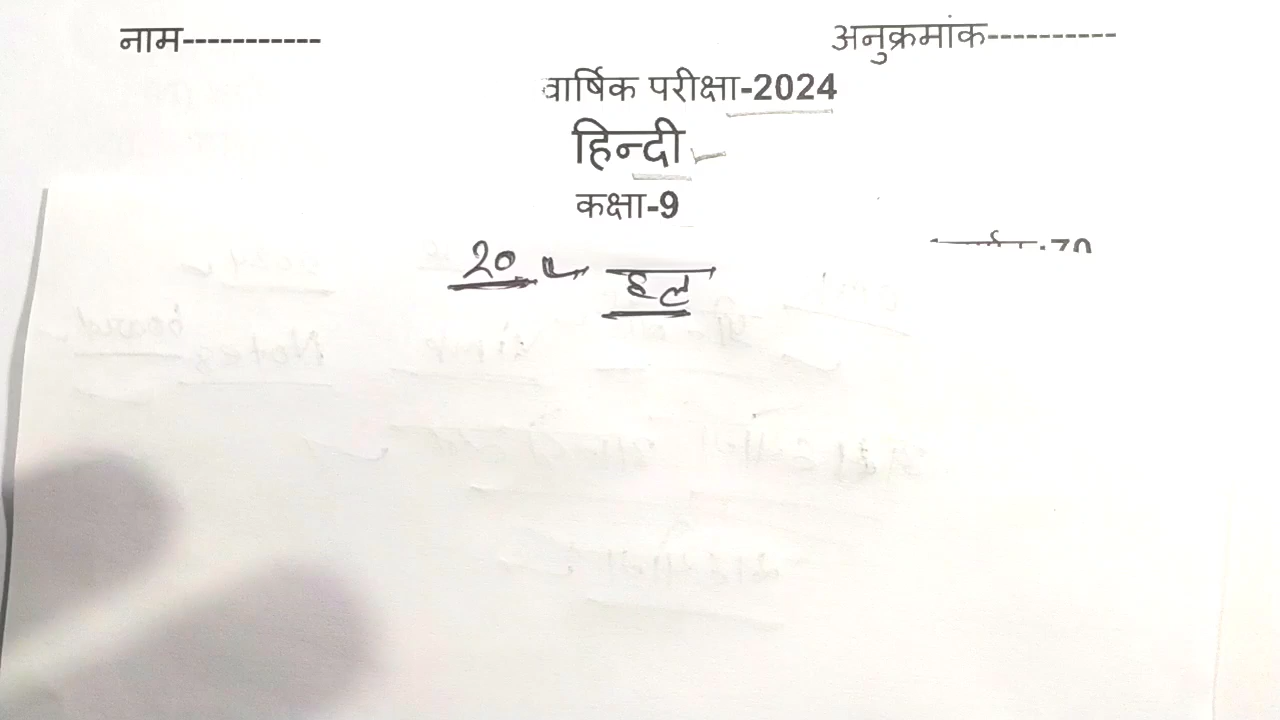 नाम----------- अनुक्रमांक----------
वार्षिक परीक्षा-2024
हिन्दी
कक्षा-9
20 हल